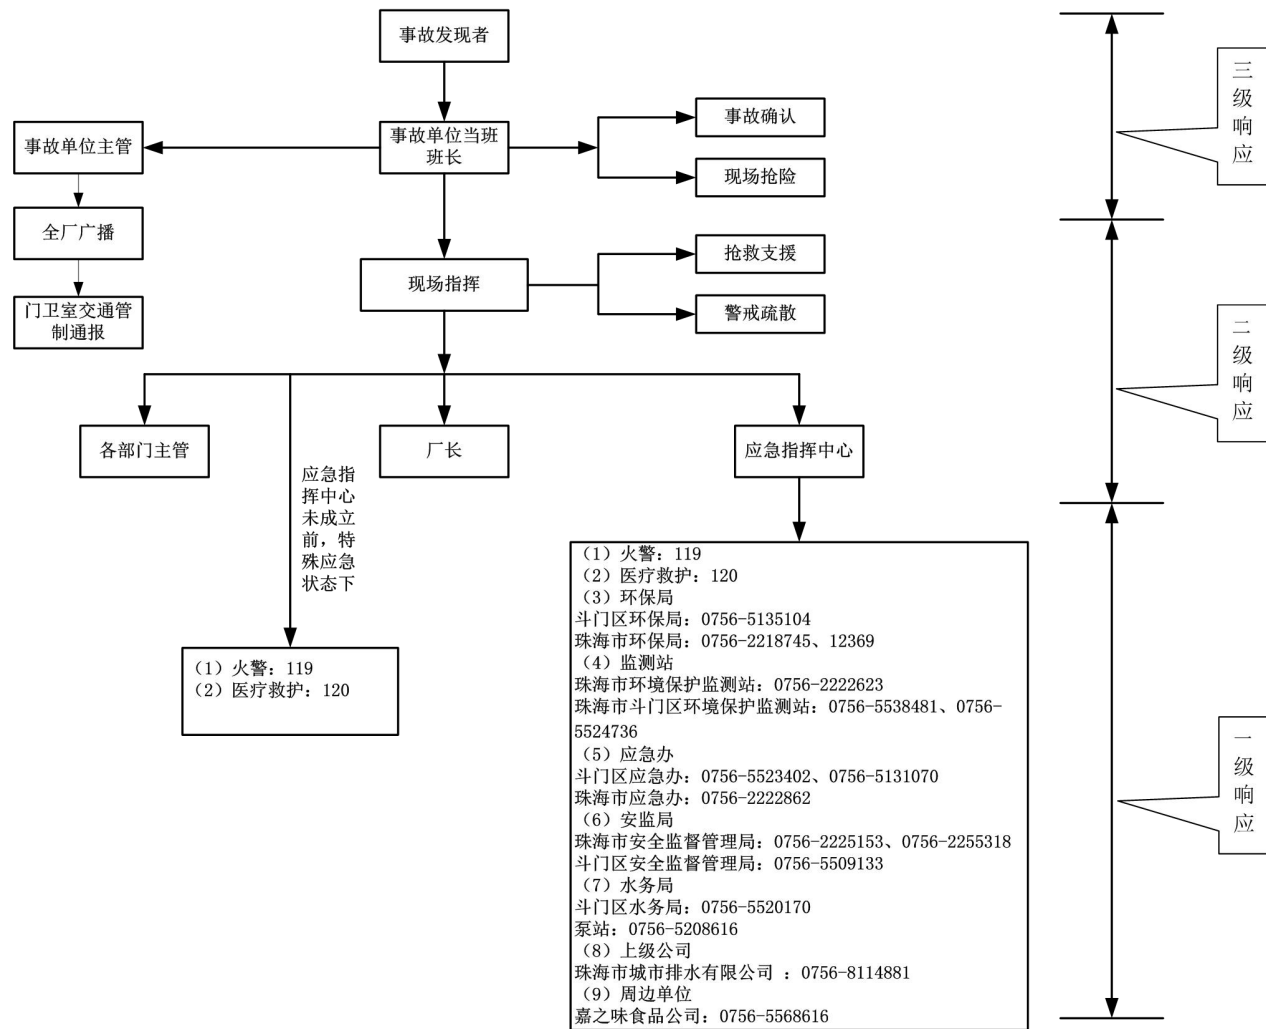 事故发现者
事故确认
事故单位主管
事故单位当班
班长
现场抢险
三级响应
全厂广播
抢救支援
现场指挥
门卫室交通管
制通报
警戒疏散
二级响应
各部门主管
厂长
应急指挥中心
应急指
挥中心
未成立
前，特
殊应急
状态下
（1）火警：119
（2）医疗救护：120
（1）火警：119
（2）医疗救护：120
（3）环保局
斗门区环保局：0756-5135104
珠海市环保局：0756-2218745、12369
（4）监测站
珠海市环境保护监测站：0756-2222623
珠海市斗门区环境保护监测站：0756-5538481、0756-
5524736
（5）应急办
斗门区应急办：0756-5523402、0756-5131070
珠海市应急办：0756-2222862
（6）安监局
珠海市安全监督管理局：0756-2225153、0756-2255318
斗门区安全监督管理局：0756-5509133
（7）水务局
斗门区水务局：0756-5520170
泵站：0756-5208616
（8）上级公司
珠海市城市排水有限公司 ：0756-8114881
（9）周边单位
嘉之味食品公司：0756-5568616
一级响应